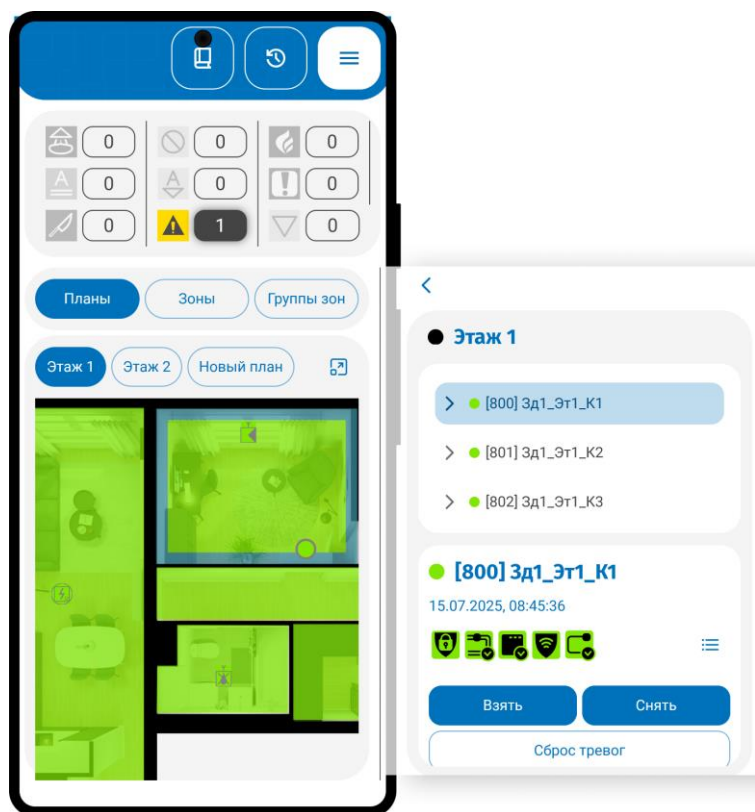 0 0 0
0 0 0
0 1 0
Планы Зоны Группы зон
Этаж 1 Этаж 2 Новый план
Этаж 1
[800] Зд1_Эт1_К1
[801] Зд1_Эт1_К2
[802] Зд1_Эт1_К3
[800] Зд1_Эт1_К1
15.07.2025, 08:45:36
Взять Снять
Сброс тревог